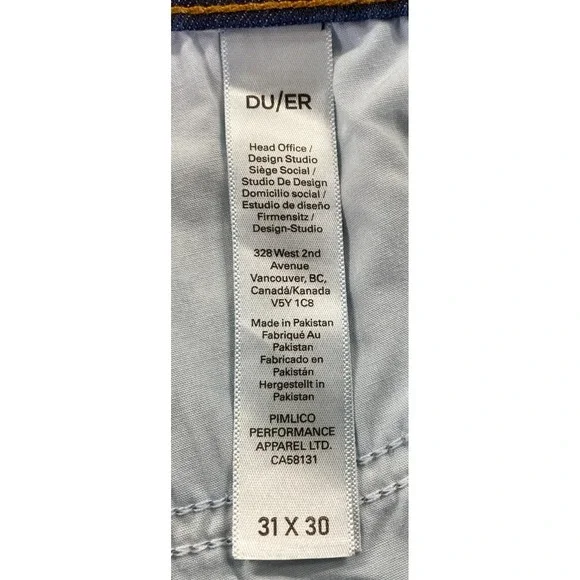 DU/ER
Head Office /
Design Studio
Siège Social /
Studio De Design
Domicilio social /
Estudio de diseño
Firmensitz /
Design-Studio
328 West 2nd
Avenue
Vancouver, BC,
Canadá/Kanada
V5Y 1C8
Made in Pakistan
Fabriqué Au
Pakistan
Fabricado en
Pakistán
Hergestellt in
Pakistan
PIMLICO
PERFORMANCE
APPAREL LTD.
CA58131
31 X 30